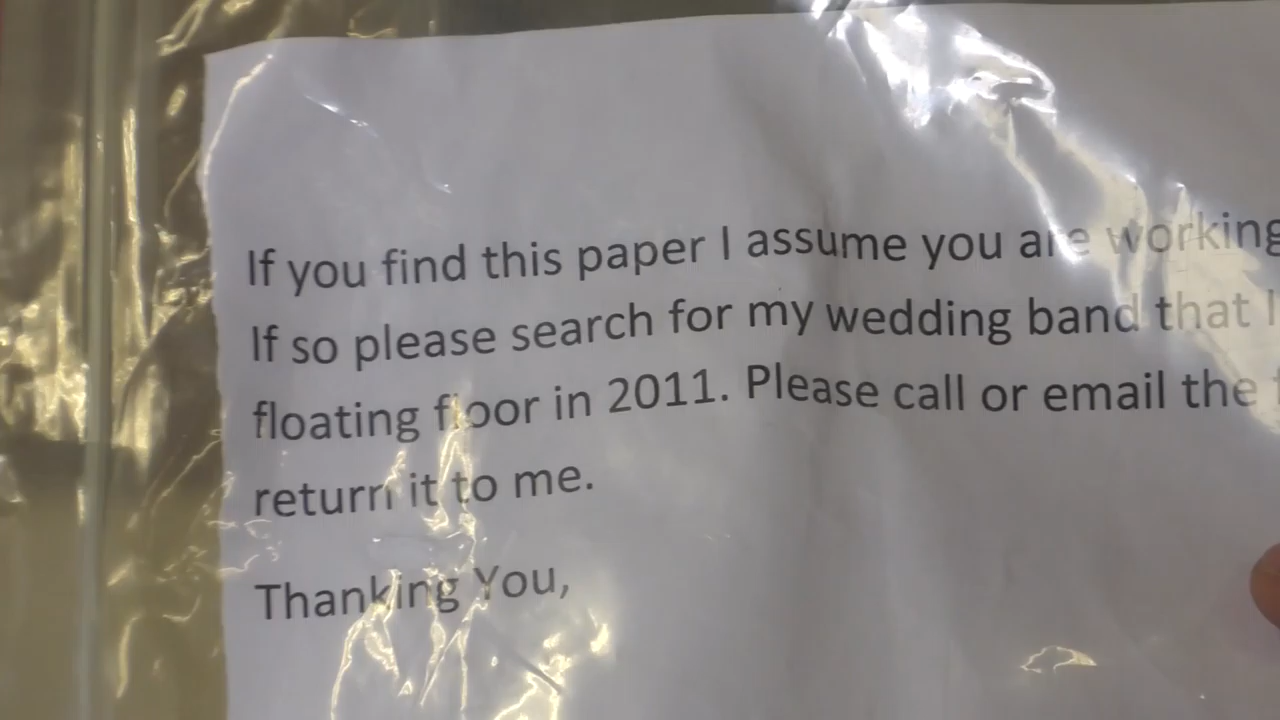 If you find this paper I assume you are working
If so please search for my wedding band that I
floating floor in 2011. Please call or email the
return it to me.
Thanking You,